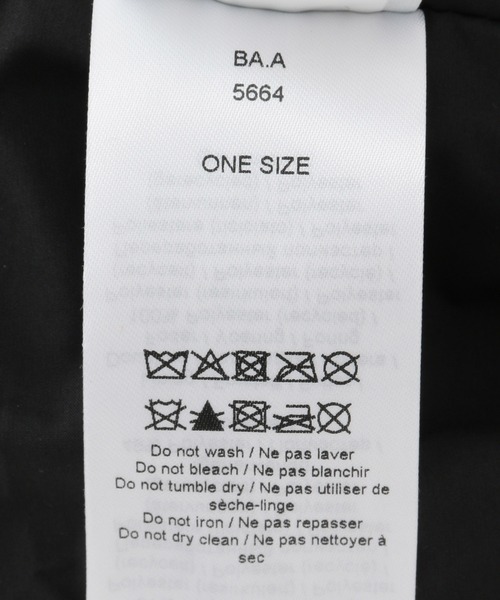 BA.A
5664
ONE SIZE
Do not wash / Ne pas laver
Do not bleach / Ne pas blanchir
Do not tumble dry / Ne pas utiliser de
sèche-linge
Do not iron / Ne pas repasser
Do not dry clean / Ne pas nettoyer à
sec